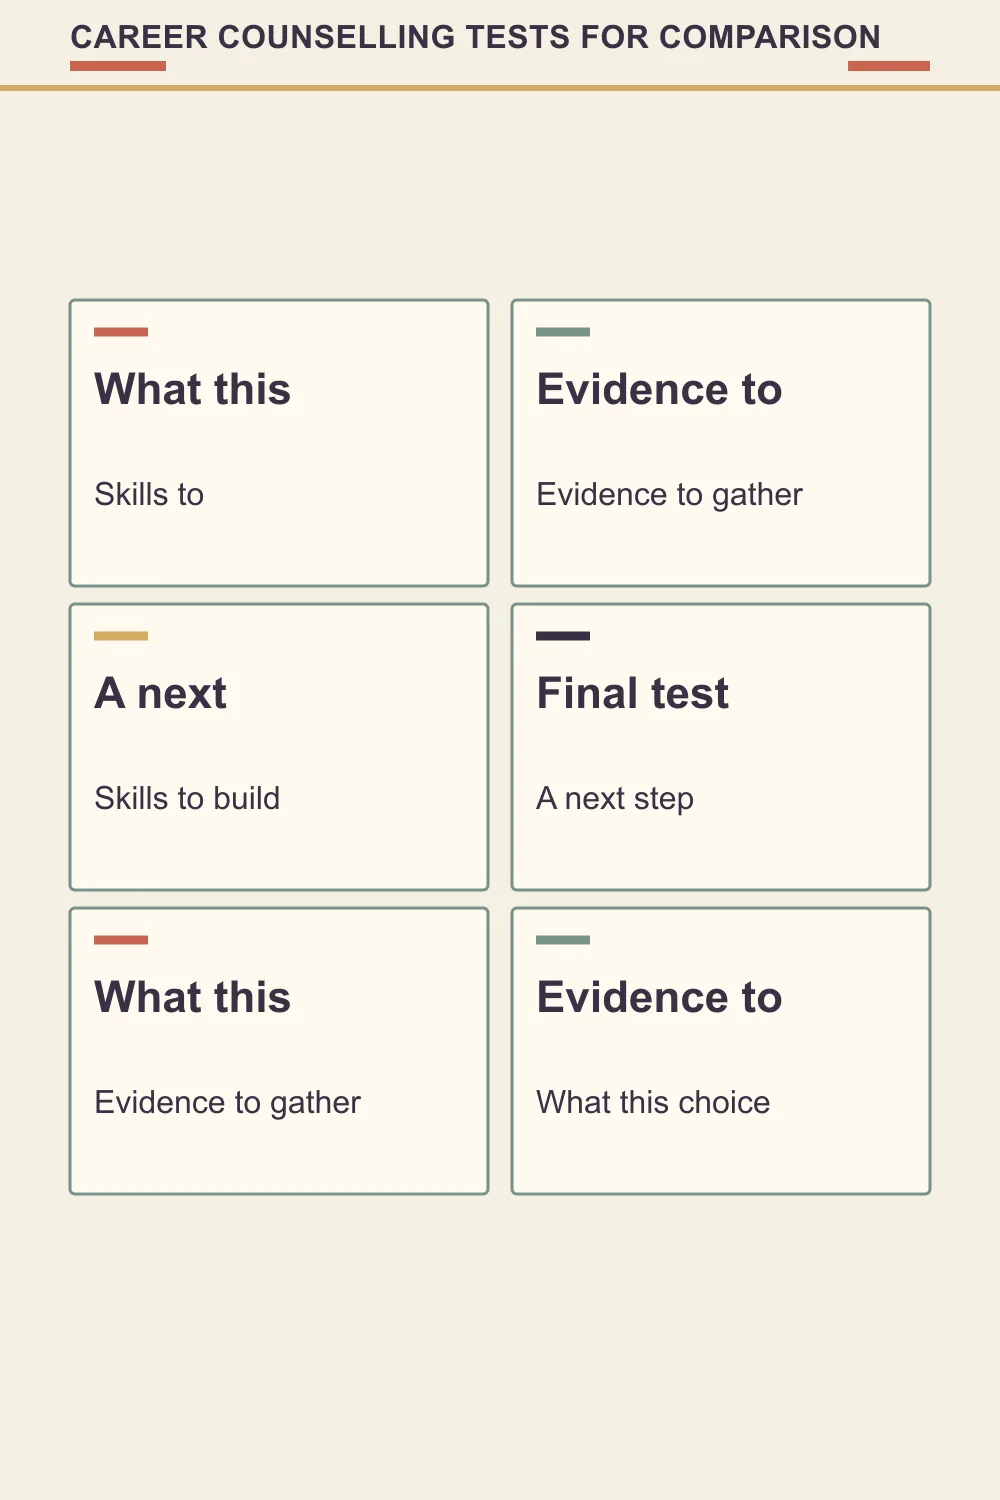 CAREER COUNSELLING TESTS FOR COMPARISON
What this
Skills to
Evidence to
Evidence to gather
A next
Skills to build
Final test
A next step
What this
Evidence to gather
Evidence to
What this choice